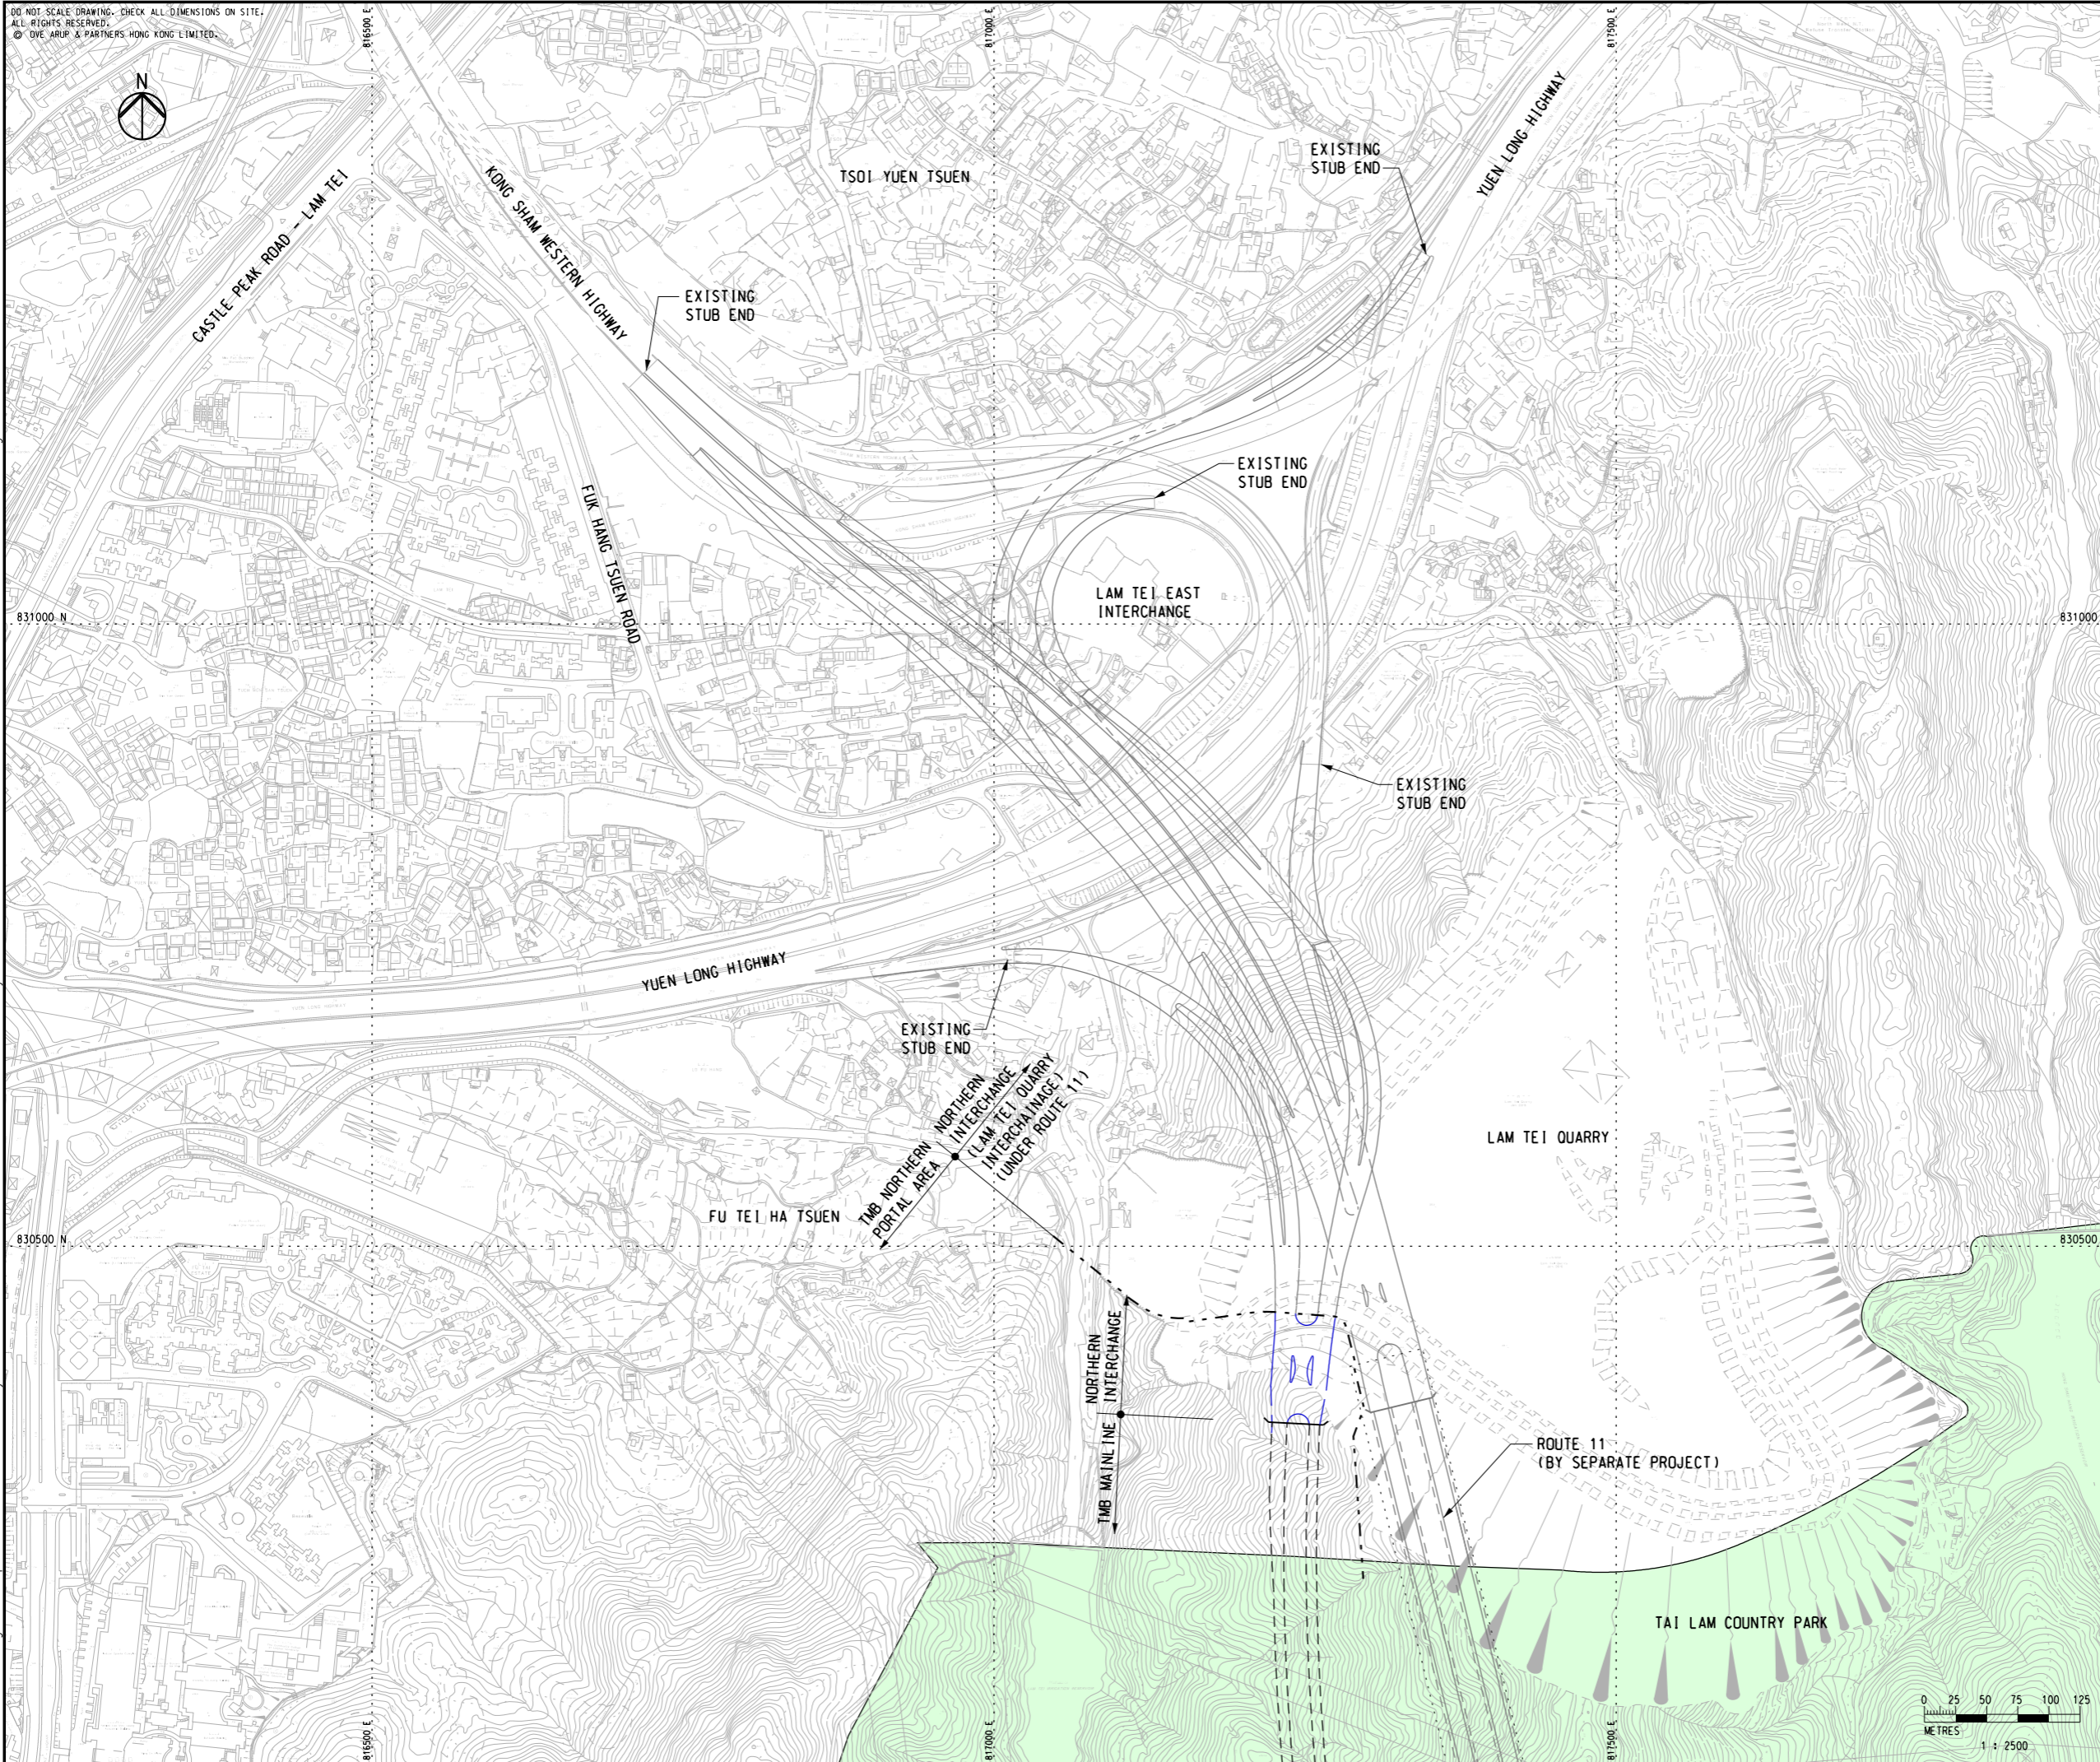 DO NOT SCALE DRAWING. CHECK ALL DIMENSIONS ON SITE.
ALL RIGHTS RESERVED.
© OVE ARUP & PARTNERS HONG KONG LIMITED.
816500 E
817000 E
817500 E
N
CASTLE PEAK ROAD - LAM TEI
KONG SHAM WESTERN HIGHWAY
TSOI YUEN TSUEN
EXISTING
STUB END
YUEN LONG HIGHWAY
EXISTING
STUB END
EXISTING
STUB END
FUK HANG TSUEN ROAD
LAM TEI EAST
INTERCHANGE
831000 N
831000
EXISTING
STUB END
YUEN LONG HIGHWAY
EXISTING
STUB END
NORTHERN
INTERCHANGE
(LAM TEI QUARRY
INTERCHAINAGE)
(UNDER ROUTE 11)
TMB NORTHERN
PORTAL AREA
LAM TEI QUARRY
FU TEI HA TSUEN
830500 N
830500
NORTHERN
INTERCHANGE
TMB MAINLINE
ROUTE 11
(BY SEPARATE PROJECT)
TAI LAM COUNTRY PARK
816500 E
817000 E
817500 E
0 25 50 75 100 125
METRES
1 : 2500